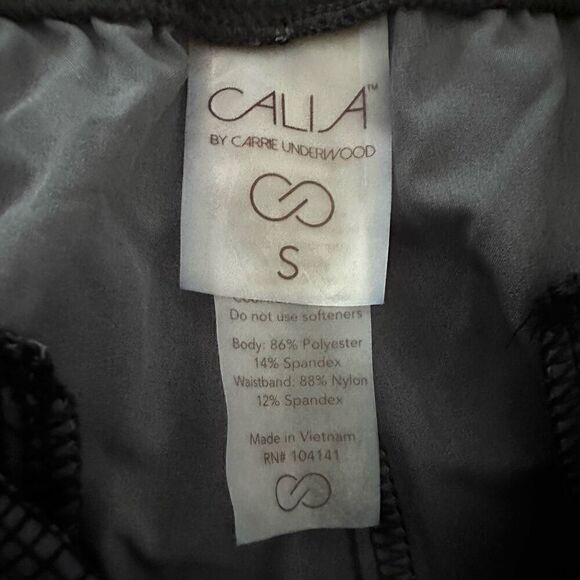 CALIA™
BY CARRIE UNDERWOOD
S
Do not use softeners
Body: 86% Polyester
14% Spandex
Waistband: 88% Nylon
12% Spandex
Made in Vietnam
RN# 104141